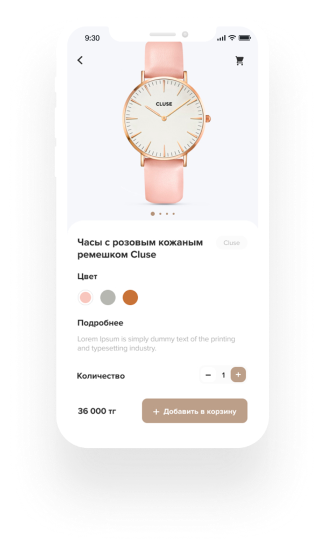 9:30
CLUSE
Часы с розовым кожаным
ремешком Cluse
Cluse
Цвет
Подробнее
Lorem Ipsum is simply dummy text of the printing
and typesetting industry.
Количество
− 1 +
36 000 тг
+ Добавить в корзину